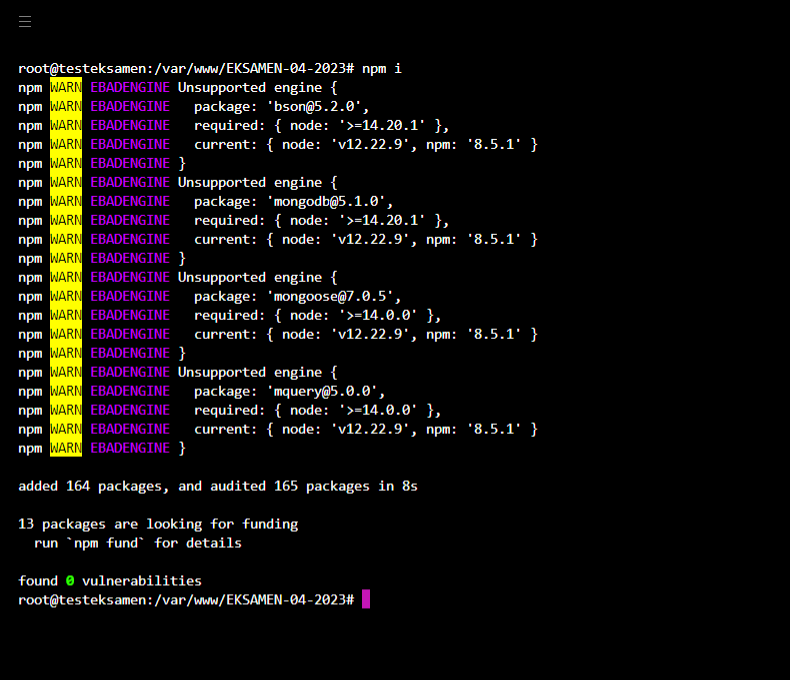 root@testeksamen:/var/www/EKSAMEN-04-2023# npm i
npm WARN EBADENGINE Unsupported engine {
npm WARN EBADENGINE   package: 'bson@5.2.0',
npm WARN EBADENGINE   required: { node: '>=14.20.1' },
npm WARN EBADENGINE   current: { node: 'v12.22.9', npm: '8.5.1' }
npm WARN EBADENGINE }
npm WARN EBADENGINE Unsupported engine {
npm WARN EBADENGINE   package: 'mongodb@5.1.0',
npm WARN EBADENGINE   required: { node: '>=14.20.1' },
npm WARN EBADENGINE   current: { node: 'v12.22.9', npm: '8.5.1' }
npm WARN EBADENGINE }
npm WARN EBADENGINE Unsupported engine {
npm WARN EBADENGINE   package: 'mongoose@7.0.5',
npm WARN EBADENGINE   required: { node: '>=14.0.0' },
npm WARN EBADENGINE   current: { node: 'v12.22.9', npm: '8.5.1' }
npm WARN EBADENGINE }
npm WARN EBADENGINE Unsupported engine {
npm WARN EBADENGINE   package: 'mquery@5.0.0',
npm WARN EBADENGINE   required: { node: '>=14.0.0' },
npm WARN EBADENGINE   current: { node: 'v12.22.9', npm: '8.5.1' }
npm WARN EBADENGINE }
added 164 packages, and audited 165 packages in 8s
13 packages are looking for funding
  run `npm fund` for details
found 0 vulnerabilities
root@testeksamen:/var/www/EKSAMEN-04-2023#